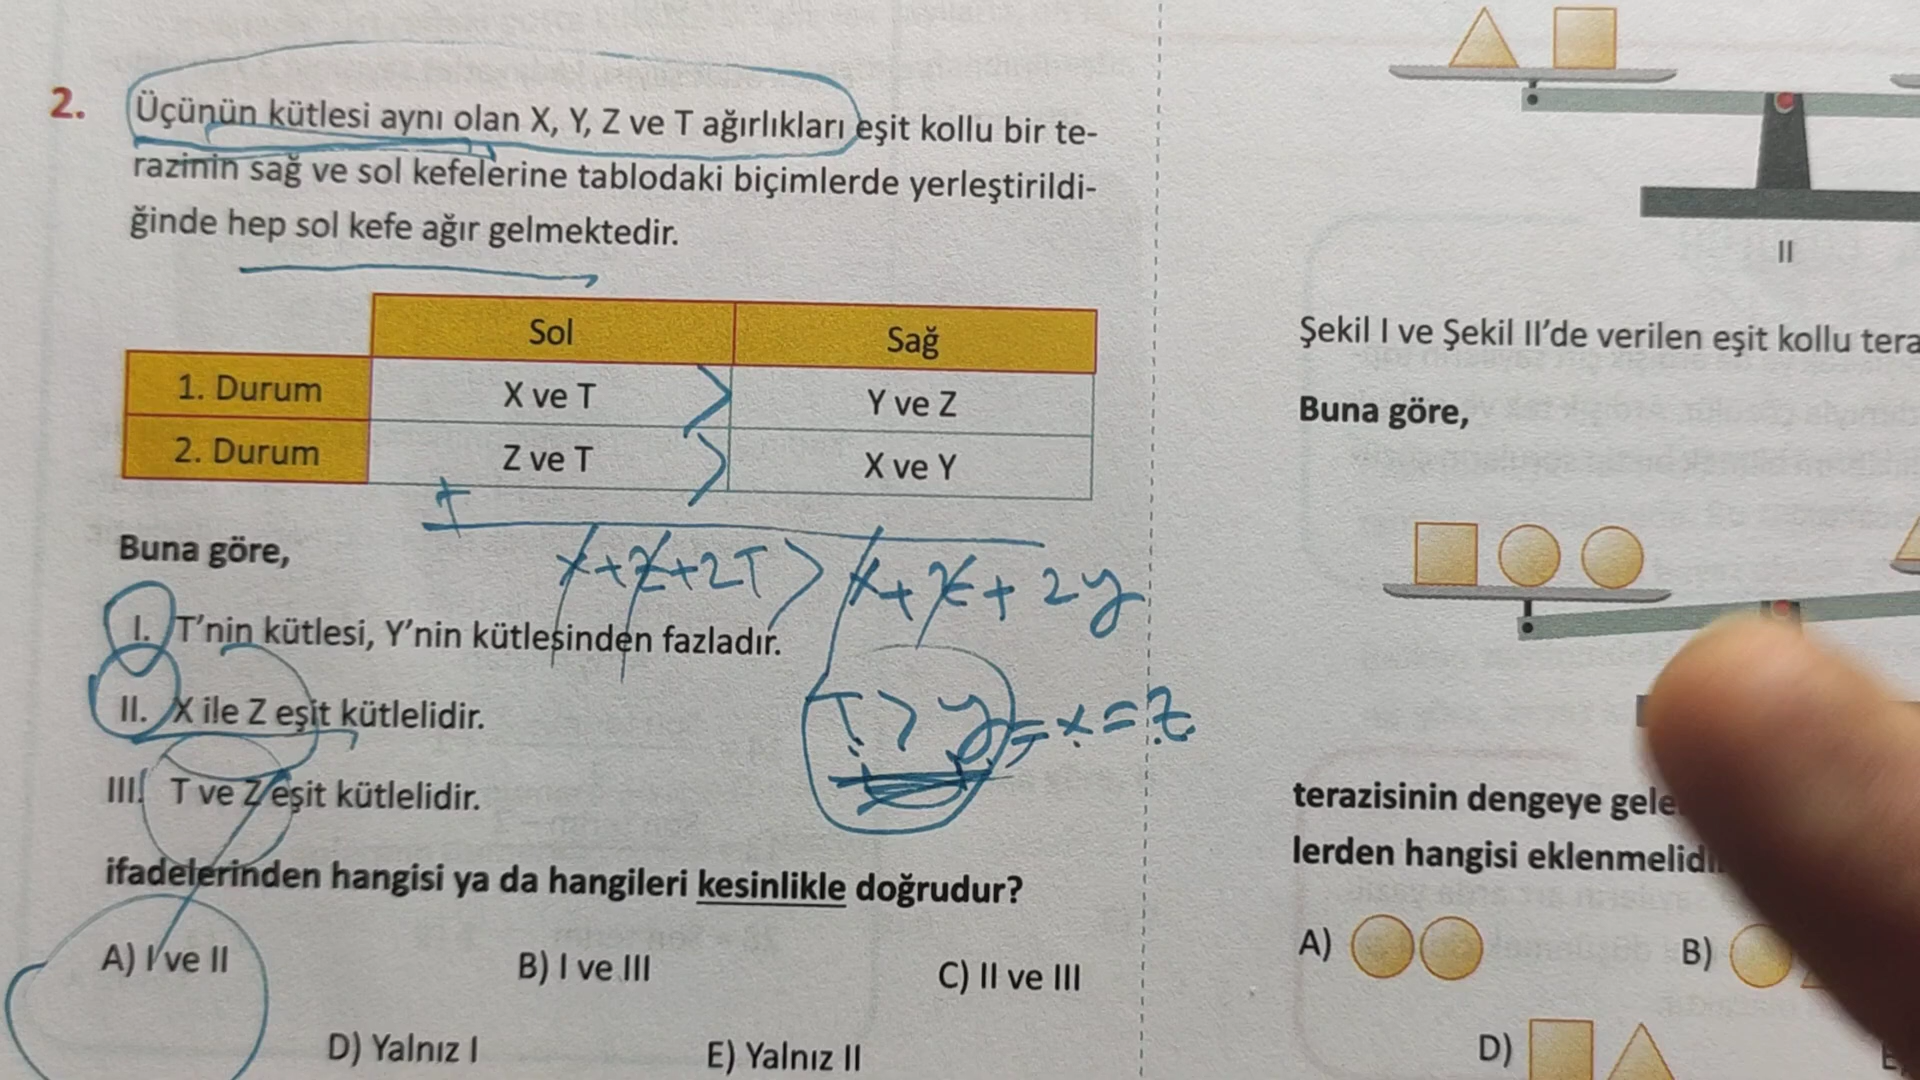 2. Üçünün kütlesi aynı olan X, Y, Z ve T ağırlıkları eşit kollu bir te-
razinin sağ ve sol kefelerine tablodaki biçimlerde yerleştirildi-
ğinde hep sol kefe ağır gelmektedir.
Sol Sağ
1. Durum X ve T > Y ve Z
2. Durum Z ve T > X ve Y
+
x+z+2T > x+z+2y
Buna göre,
I. T'nin kütlesi, Y'nin kütlesinden fazladır.
II. X ile Z eşit kütlelidir.
T > y = x = z
III. T ve Z eşit kütlelidir.
ifadelerinden hangisi ya da hangileri kesinlikle doğrudur?
A) I ve II B) I ve III C) II ve III
D) Yalnız I E) Yalnız II
II
Şekil I ve Şekil II'de verilen eşit kollu tera
Buna göre,
terazisinin dengeye gele
lerden hangisi eklenmelidi
A) B)
D) E